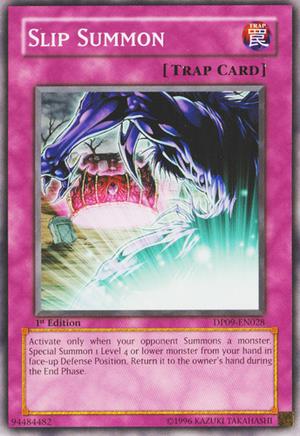 SLIP SUMMON
TRAP
罠
[TRAP CARD]
1st Edition
DP09-EN028
Activate only when your opponent Summons a monster.
Special Summon 1 Level 4 or lower monster from your hand in
face-up Defense Position. Return it to the owner's hand during
the End Phase.
94484482
©1996 KAZUKI TAKAHASHI